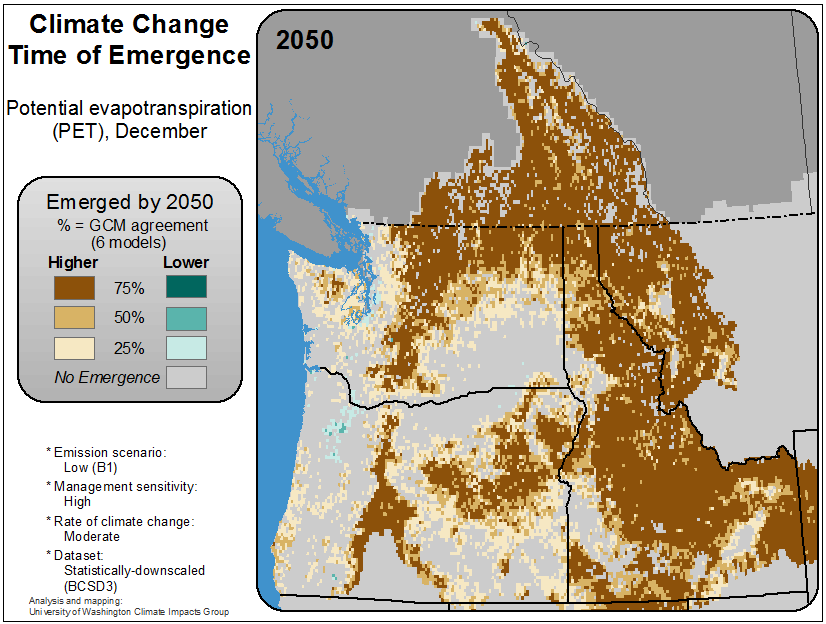 Climate Change
Time of Emergence
Potential evapotranspiration
(PET), December
Emerged by 2050
% = GCM agreement
(6 models)
Higher Lower
75%
50%
25%
No Emergence
* Emission scenario:
Low (B1)
* Management sensitivity:
High
* Rate of climate change:
Moderate
* Dataset:
Statistically-downscaled
(BCSD3)
Analysis and mapping:
University of Washington Climate Impacts Group
2050